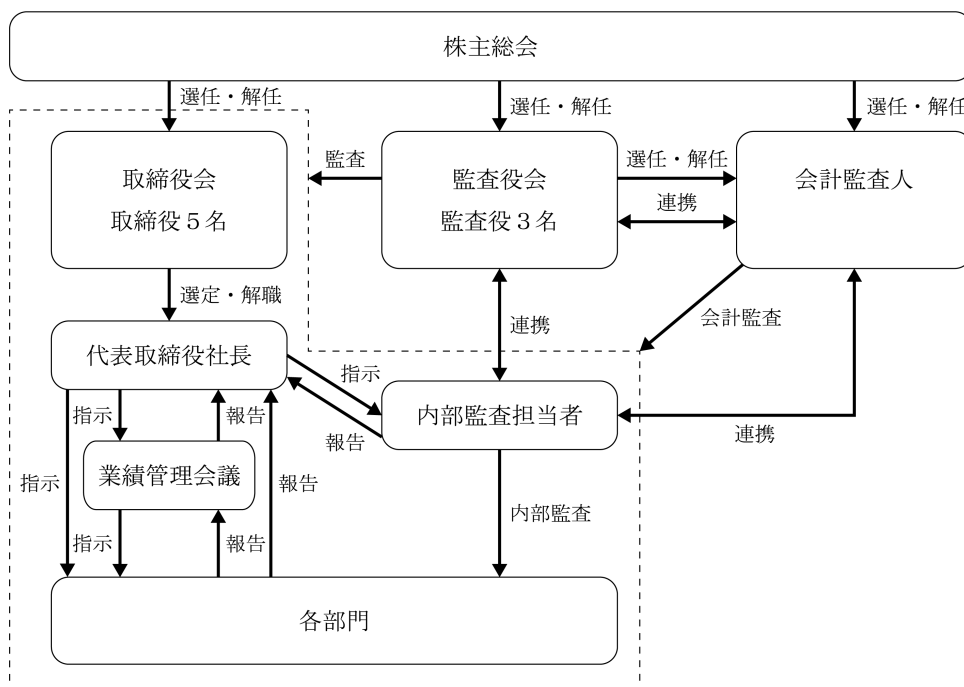 株主総会
選任・解任
選任・解任
選任・解任
取締役会
取締役5名
監査
監査役会
監査役3名
選任・解任
連携
会計監査人
選定・解職
連携
会計監査
代表取締役社長
指示
報告
内部監査担当者
連携
指示
報告
業績管理会議
指示
報告
指示
報告
内部監査
各部門